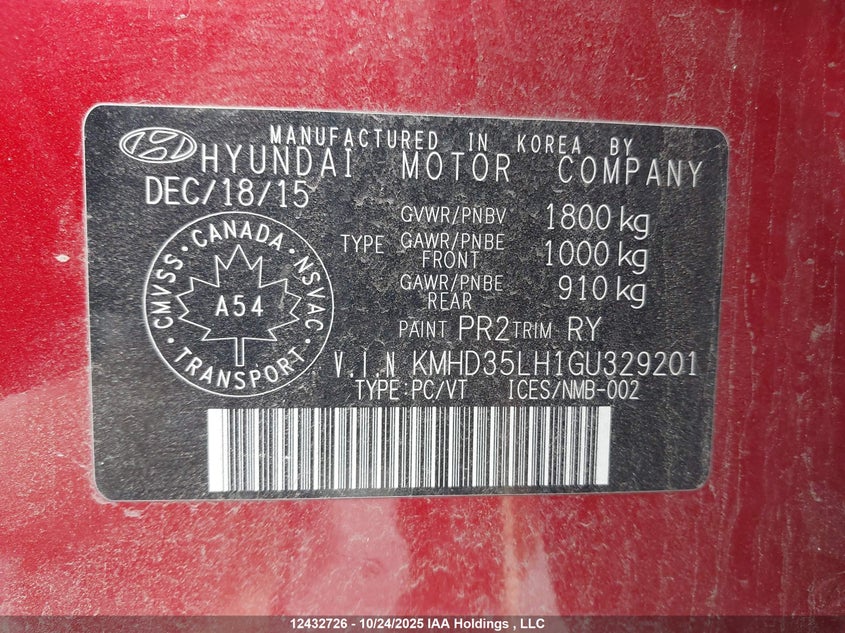 MANUFACTURED IN KOREA BY
HYUNDAI MOTOR COMPANY
DEC/18/15
GVWR/PNBV 1800 kg
TYPE GAWR/PNBE FRONT 1000 kg
GAWR/PNBE REAR 910 kg
PAINT PR2 TRIM RY
V.I.N KMHD35LH1GU329201
TYPE:PC/VT ICES/NMB-002
CANADA · NSVAC · TRANSPORT · CMVSS ·
A54
12432726 - 10/24/2025 IAA Holdings , LLC